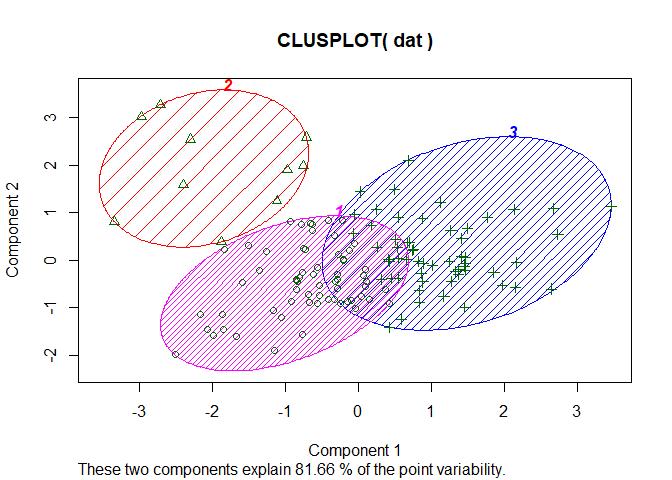 CLUSPLOT( dat )
2
3
1
3
2
1
0
-1
-2
Component 2
-3 -2 -1 0 1 2 3
Component 1
These two components explain 81.66 % of the point variability.